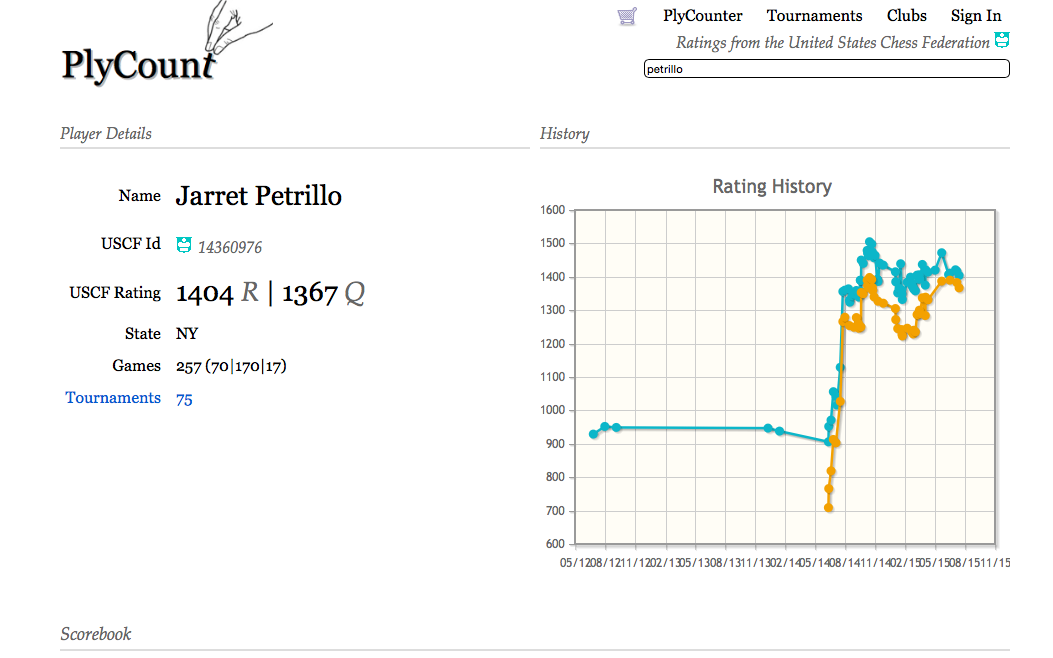 PlyCount
PlyCounter Tournaments Clubs Sign In
Ratings from the United States Chess Federation
petrillo
Player Details
Name Jarret Petrillo
USCF Id 14360976
USCF Rating 1404 R | 1367 Q
State NY
Games 257 (70|170|17)
Tournaments 75
History
Rating History
1600
1500
1400
1300
1200
1100
1000
900
800
700
600
05/12 08/12 11/12 02/13 05/13 08/13 11/13 02/14 05/14 08/14 11/14 02/15 05/15 08/15 11/15
Scorebook